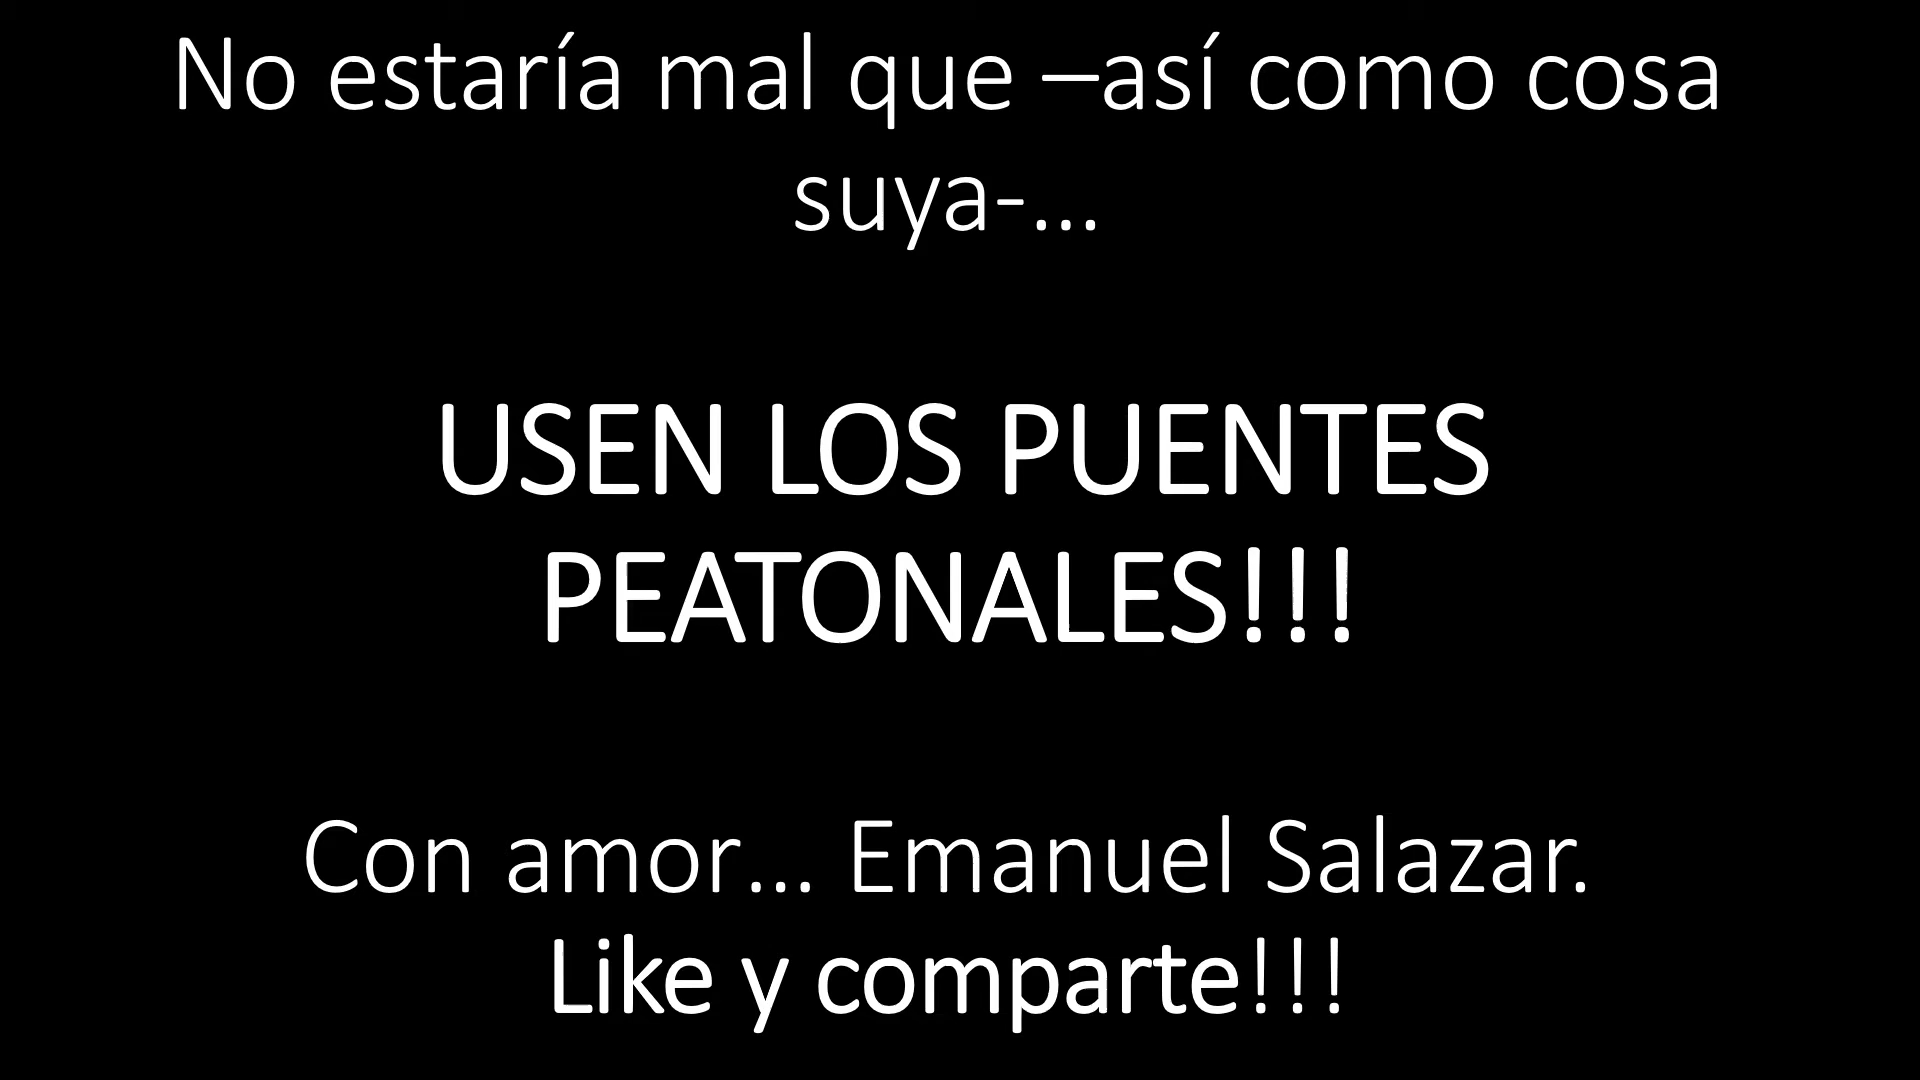 No estaría mal que –así como cosa
suya-...
USEN LOS PUENTES
PEATONALES!!!
Con amor... Emanuel Salazar.
Like y comparte!!!